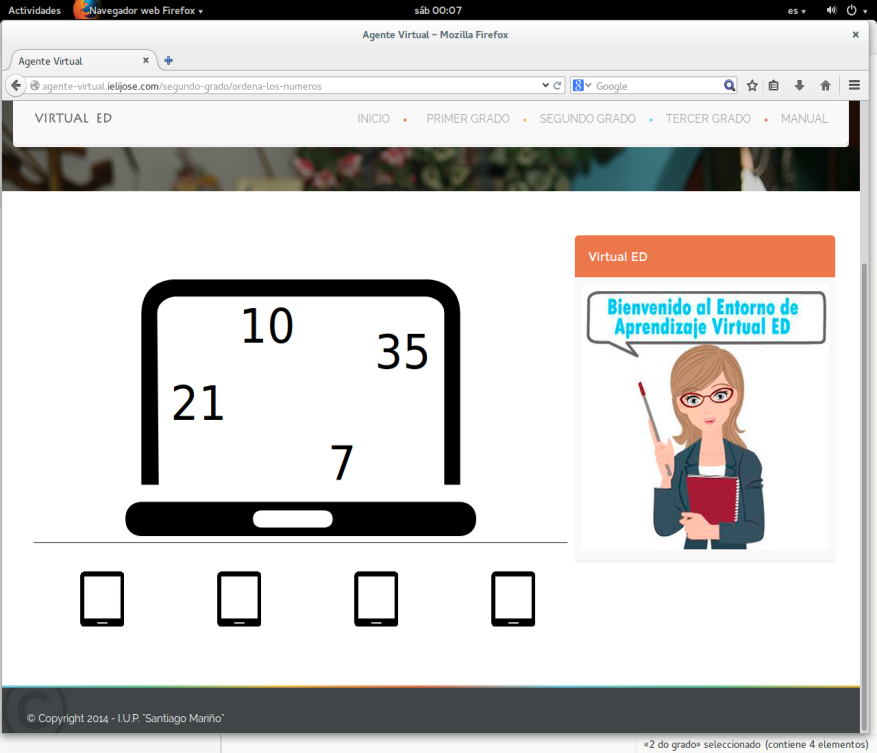 Actividades
Navegador web Firefox
sáb 00:07
es
Agente Virtual – Mozilla Firefox
Agente Virtual
agente-virtual.ielijose.com/segundo-grado/ordena-los-numeros
Google
VIRTUAL ED
INICIO • PRIMER GRADO • SEGUNDO GRADO • TERCER GRADO • MANUAL
Virtual ED
Bienvenido al Entorno de
Aprendizaje Virtual ED
10
35
21
7
© Copyright 2014 - I.U.P. "Santiago Mariño"
«2 do grado» seleccionado (contiene 4 elementos)